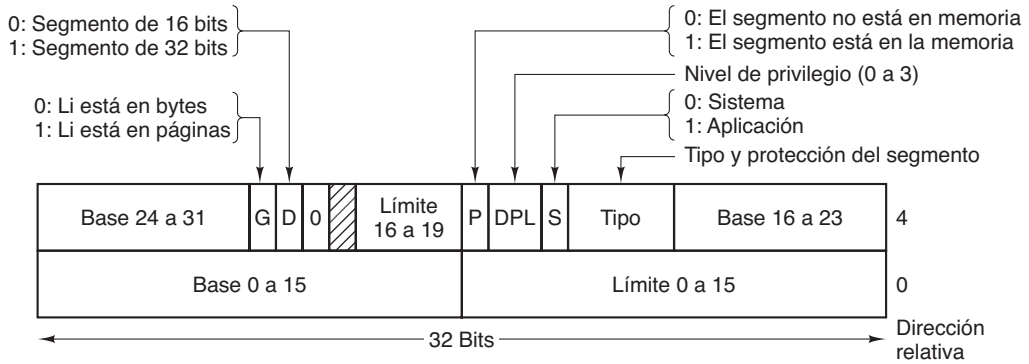 0: Segmento de 16 bits
1: Segmento de 32 bits
0: El segmento no está en memoria
1: El segmento está en la memoria
Nivel de privilegio (0 a 3)
0: Li está en bytes
1: Li está en páginas
0: Sistema
1: Aplicación
Tipo y protección del segmento
Base 24 a 31
G
D
0
Límite
16 a 19
P
DPL
S
Tipo
Base 16 a 23
4
Base 0 a 15
Límite 0 a 15
0
32 Bits
Dirección
relativa